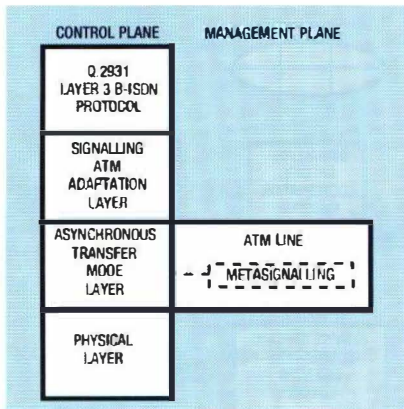 CONTROL PLANE
MANAGEMENT PLANE
Q.2931
LAYER 3 B-ISDN
PROTOCOL
SIGNALLING
ATM
ADAPTATION
LAYER
ASYNCHRONOUS
TRANSFER
MODE
LAYER
ATM LINE
METASIGNALLING
PHYSICAL
LAYER